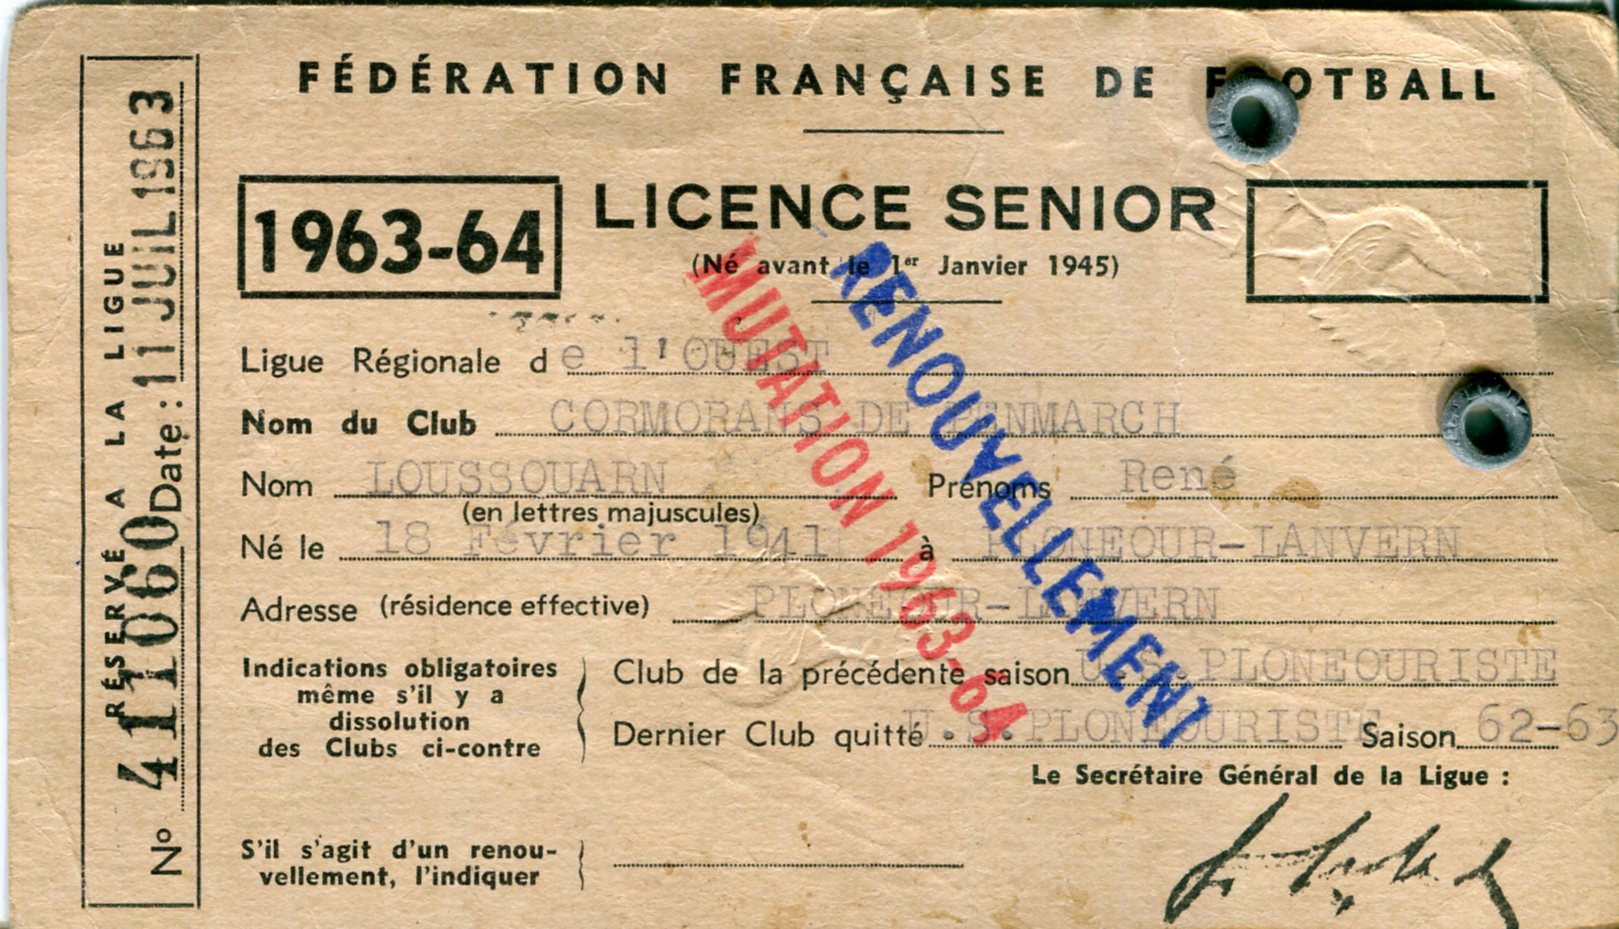 FÉDÉRATION FRANÇAISE DE FOOTBALL
1963-64
LICENCE SENIOR
(Né avant le 1er Janvier 1945)
Ligue Régionale de l'OUEST
Nom du Club CORMORANS DE PENMARCH
Nom LOUSSOUARN Prénoms René
(en lettres majuscules)
Né le 18 Février 1941 à PLONEOUR-LANVERN
Adresse (résidence effective) PLONEOUR-LANVERN
Indications obligatoires
même s'il y a
dissolution
des Clubs ci-contre
Club de la précédente saison U.S.PLONEOURISTE
Dernier Club quitté U.S.PLONEOURISTE Saison 62-63
Le Secrétaire Général de la Ligue :
S'il s'agit d'un renou-
vellement, l'indiquer
RÉSERVÉ A LA LIGUE
N° 411060 Date : 11 JUIL 1963
MUTATION 1963-64
RENOUVELLEMENT